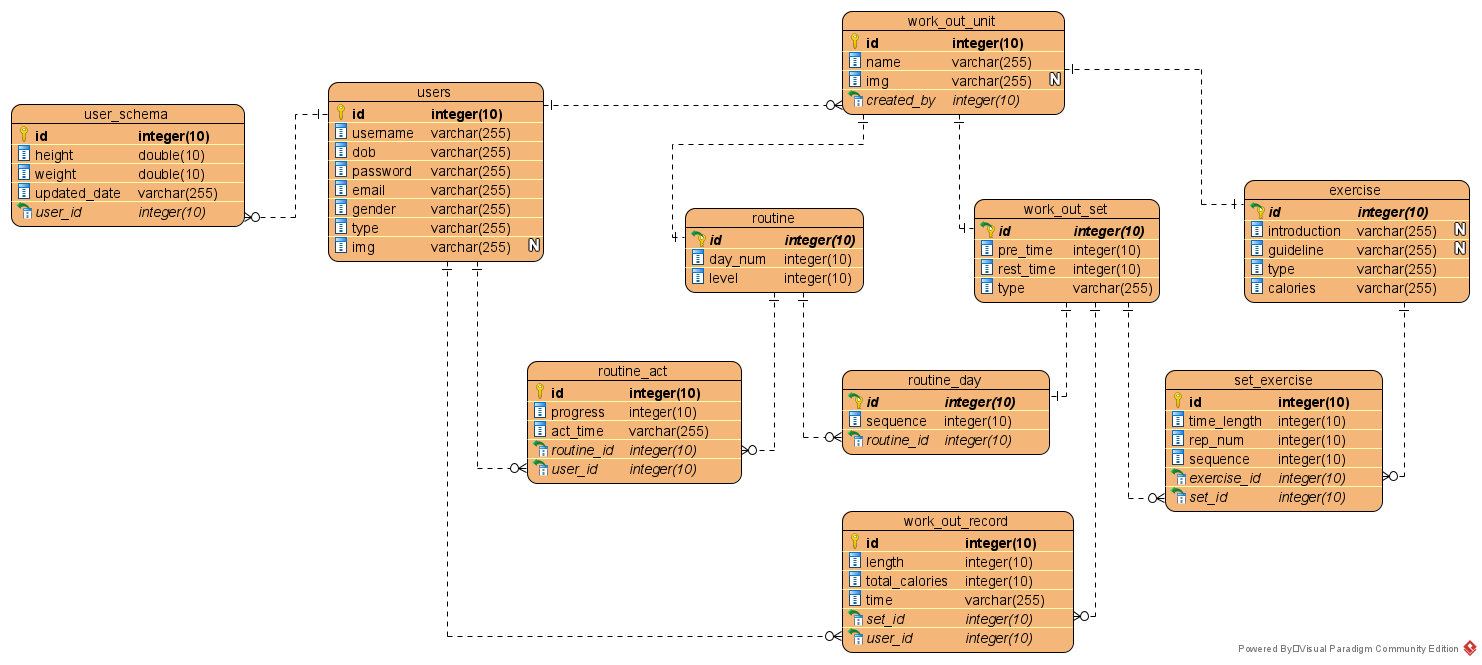 work_out_unit
id integer(10)
name varchar(255)
img varchar(255) N
created_by integer(10)
users
id integer(10)
username varchar(255)
dob varchar(255)
password varchar(255)
email varchar(255)
gender varchar(255)
type varchar(255)
img varchar(255) N
user_schema
id integer(10)
height double(10)
weight double(10)
updated_date varchar(255)
user_id integer(10)
routine
id integer(10)
day_num integer(10)
level integer(10)
work_out_set
id integer(10)
pre_time integer(10)
rest_time integer(10)
type varchar(255)
exercise
id integer(10)
introduction varchar(255) N
guideline varchar(255) N
type varchar(255)
calories varchar(255)
routine_act
id integer(10)
progress integer(10)
act_time varchar(255)
routine_id integer(10)
user_id integer(10)
routine_day
id integer(10)
sequence integer(10)
routine_id integer(10)
set_exercise
id integer(10)
time_length integer(10)
rep_num integer(10)
sequence integer(10)
exercise_id integer(10)
set_id integer(10)
work_out_record
id integer(10)
length integer(10)
total_calories integer(10)
time varchar(255)
set_id integer(10)
user_id integer(10)
Powered By Visual Paradigm Community Edition